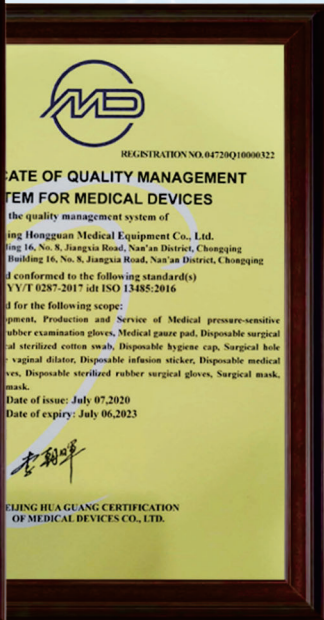 MD
REGISTRATION NO. 04720Q10000322
CATE OF QUALITY MANAGEMENT
TEM FOR MEDICAL DEVICES
the quality management system of
ing Hongguan Medical Equipment Co., Ltd.
ding 16, No. 8, Jiangxia Road, Nan'an District, Chongqing
Building 16, No. 8, Jiangxia Road, Nan'an District, Chongqing
d conformed to the following standard(s)
YY/T 0287-2017 idt ISO 13485:2016
d for the following scope:
opment, Production and Service of Medical pressure-sensitive
rubber examination gloves, Medical gauze pad, Disposable surgical
cal sterilized cotton swab, Disposable hygiene cap, Surgical hole
vaginal dilator, Disposable infusion sticker, Disposable medical
ves, Disposable sterilized rubber surgical gloves, Surgical mask,
mask.
Date of issue: July 07,2020
Date of expiry: July 06,2023
EIJING HUA GUANG CERTIFICATION
OF MEDICAL DEVICES CO., LTD.